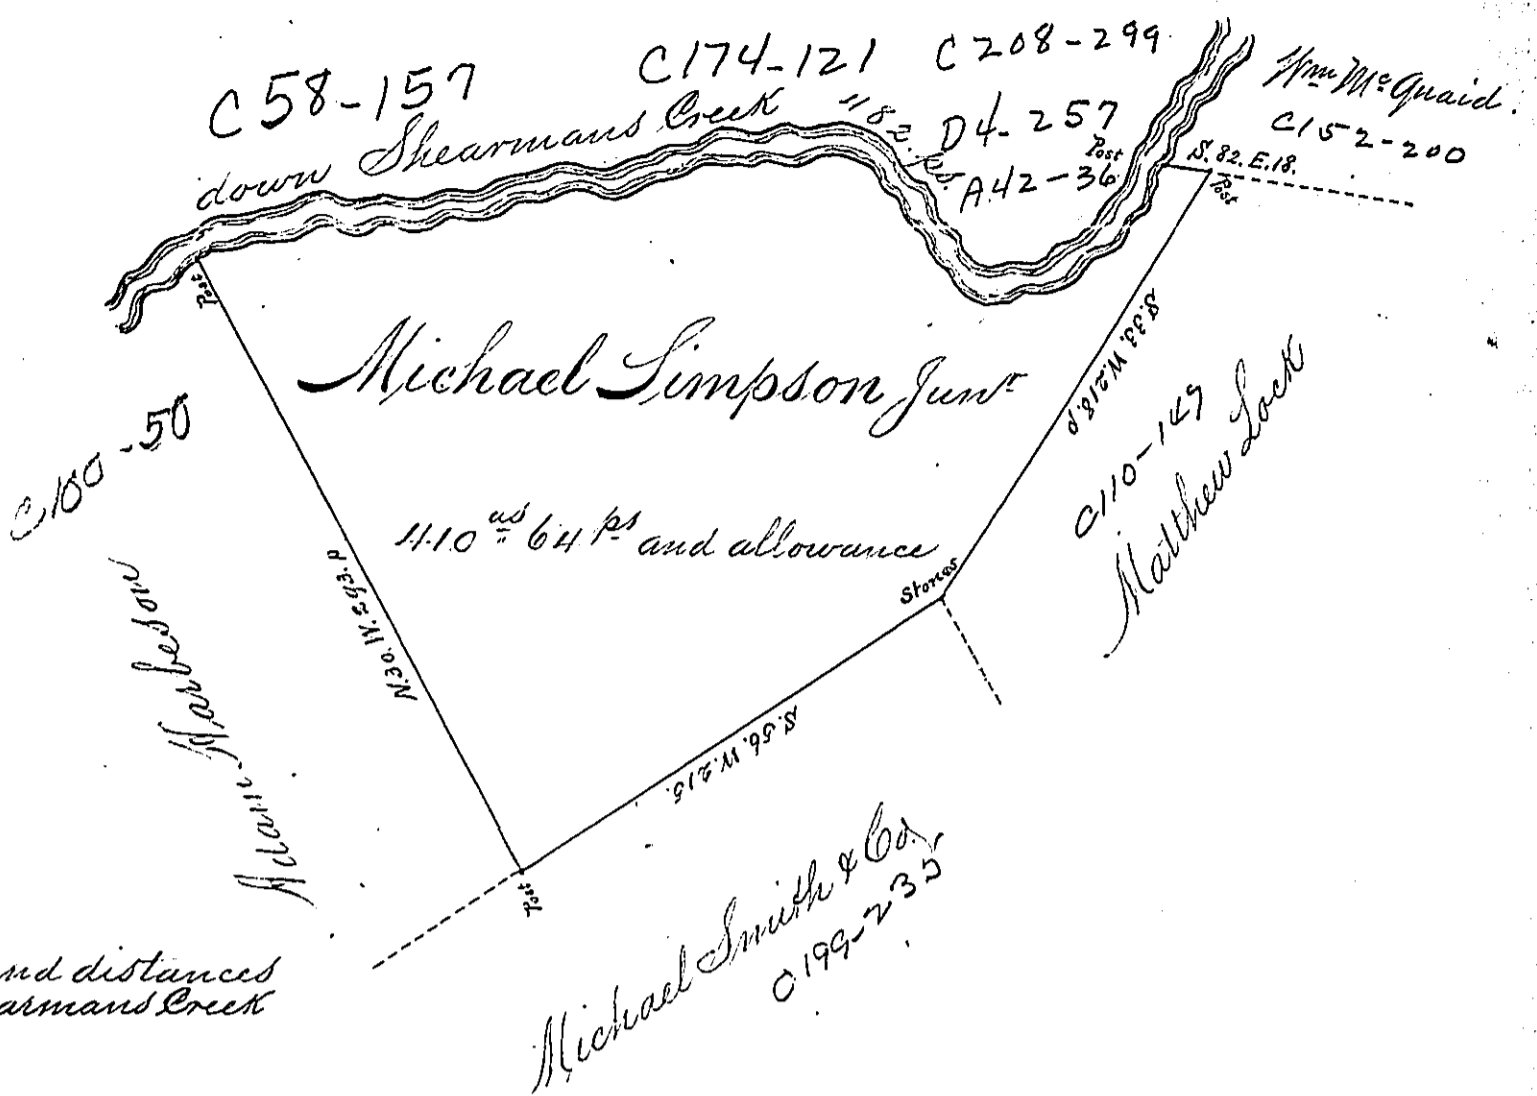 C58-157
C174-121
C208-299
Wm McQuaid.
C152-200
down Shearmans Creek
D4-257
A42-36
Post
S.82.E.18.
Post
Post
Michael Simpson Junr
S.33.W.218.p
C110-149
Matthew Lock
C100-50
410 as 64 ps and allowance
Stones
Adam Harbeson
S.56.W.215.
Post
Michael Smith & Co.
C199-235
nd distances
armans Creek